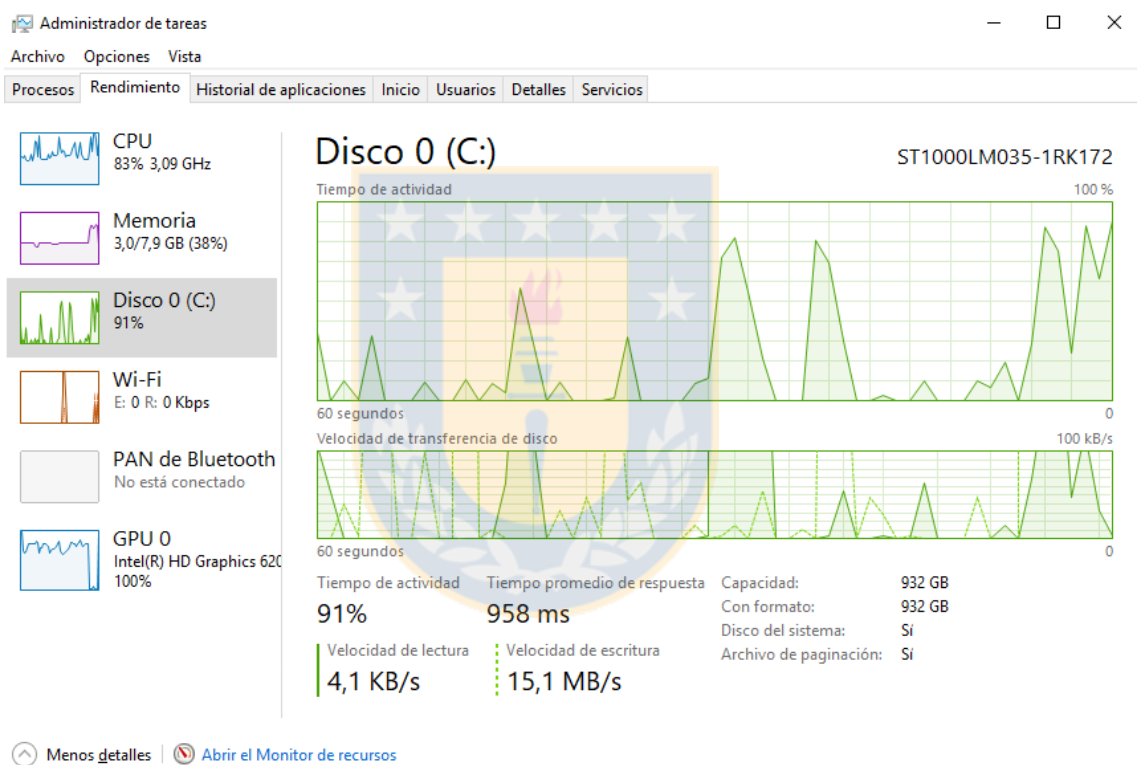 Administrador de tareas
Archivo Opciones Vista
Procesos Rendimiento Historial de aplicaciones Inicio Usuarios Detalles Servicios
CPU
83% 3,09 GHz
Memoria
3,0/7,9 GB (38%)
Disco 0 (C:)
91%
Wi-Fi
E: 0 R: 0 Kbps
PAN de Bluetooth
No está conectado
GPU 0
Intel(R) HD Graphics 620
100%
Disco 0 (C:) ST1000LM035-1RK172
Tiempo de actividad 100 %
60 segundos 0
Velocidad de transferencia de disco 100 kB/s
60 segundos 0
Tiempo de actividad Tiempo promedio de respuesta
91% 958 ms
Velocidad de lectura Velocidad de escritura
4,1 KB/s 15,1 MB/s
Capacidad: 932 GB
Con formato: 932 GB
Disco del sistema: Sí
Archivo de paginación: Sí
Menos detalles Abrir el Monitor de recursos